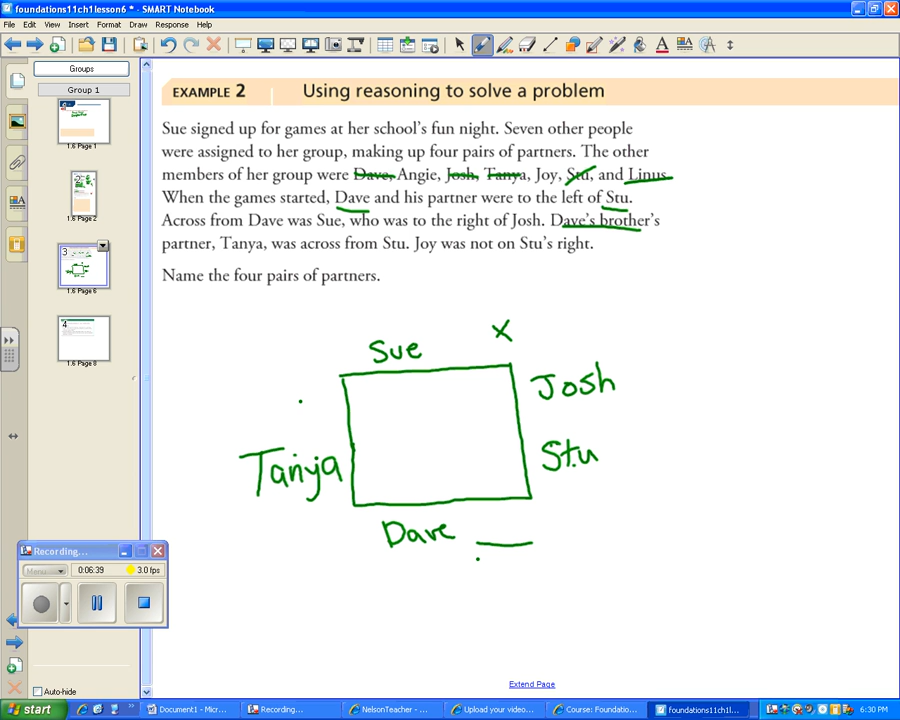 foundations11ch1lesson6 * - SMART Notebook
File Edit View Insert Format Draw Response Help
Groups
Group 1
1.6 Page 1
2
1.6 Page 2
3
1.6 Page 6
4
1.6 Page 8
EXAMPLE 2 Using reasoning to solve a problem
Sue signed up for games at her school's fun night. Seven other people
were assigned to her group, making up four pairs of partners. The other
members of her group were Dave, Angie, Josh, Tanya, Joy, Stu, and Linus.
When the games started, Dave and his partner were to the left of Stu.
Across from Dave was Sue, who was to the right of Josh. Dave's brother's
partner, Tanya, was across from Stu. Joy was not on Stu's right.
Name the four pairs of partners.
X
Sue
Josh
Stu
Tanya
Dave
Recording...
Menu 0:06:39 3.0 fps
Auto-hide
Extend Page
start Document1 - Micr... Recording... NelsonTeacher - ... Upload your video... Course: Foundatio... foundations11ch1l... 6:30 PM